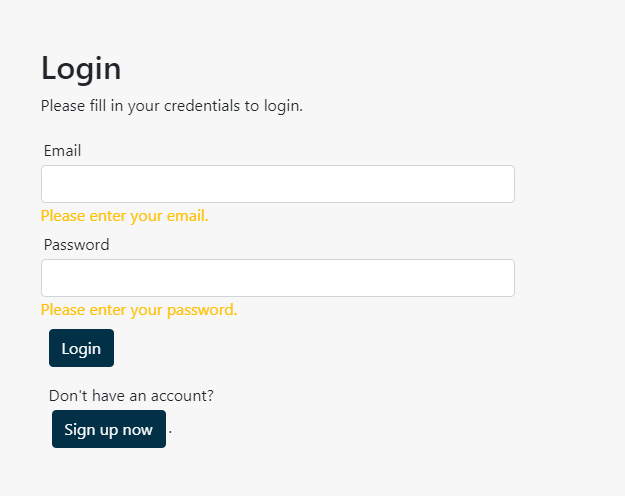 Login
Please fill in your credentials to login.
Email
Please enter your email.
Password
Please enter your password.
Login
Don't have an account?
Sign up now .